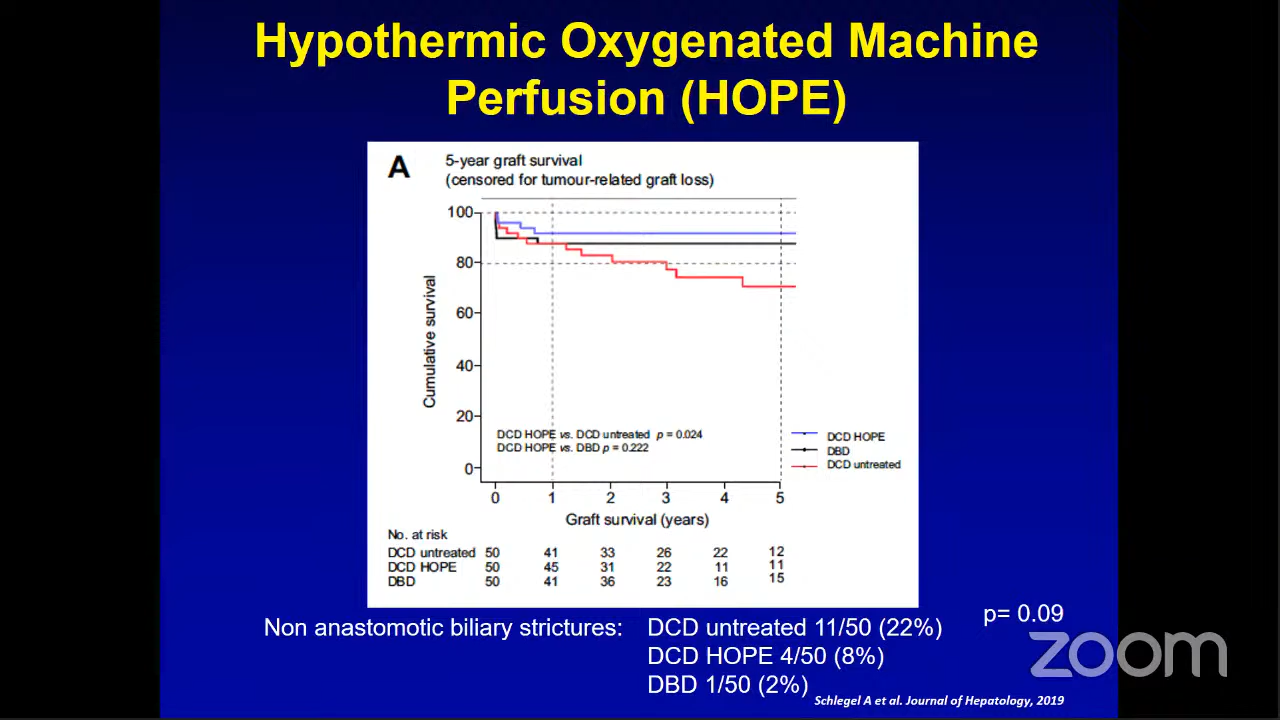 Hypothermic Oxygenated Machine
Perfusion (HOPE)
A
5-year graft survival
(censored for tumour-related graft loss)
100
80
60
40
20
0
Cumulative survival
DCD HOPE vs. DCD untreated p = 0.024
DCD HOPE vs. DBD p = 0.222
DCD HOPE
DBD
DCD untreated
0 1 2 3 4 5
Graft survival (years)
No. at risk
DCD untreated 50 41 33 26 22 12
DCD HOPE 50 45 31 22 11 11
DBD 50 41 36 23 16 15
Non anastomotic biliary strictures: DCD untreated 11/50 (22%)
DCD HOPE 4/50 (8%)
DBD 1/50 (2%)
p= 0.09
zoom
Schlegel A et al. Journal of Hepatology, 2019